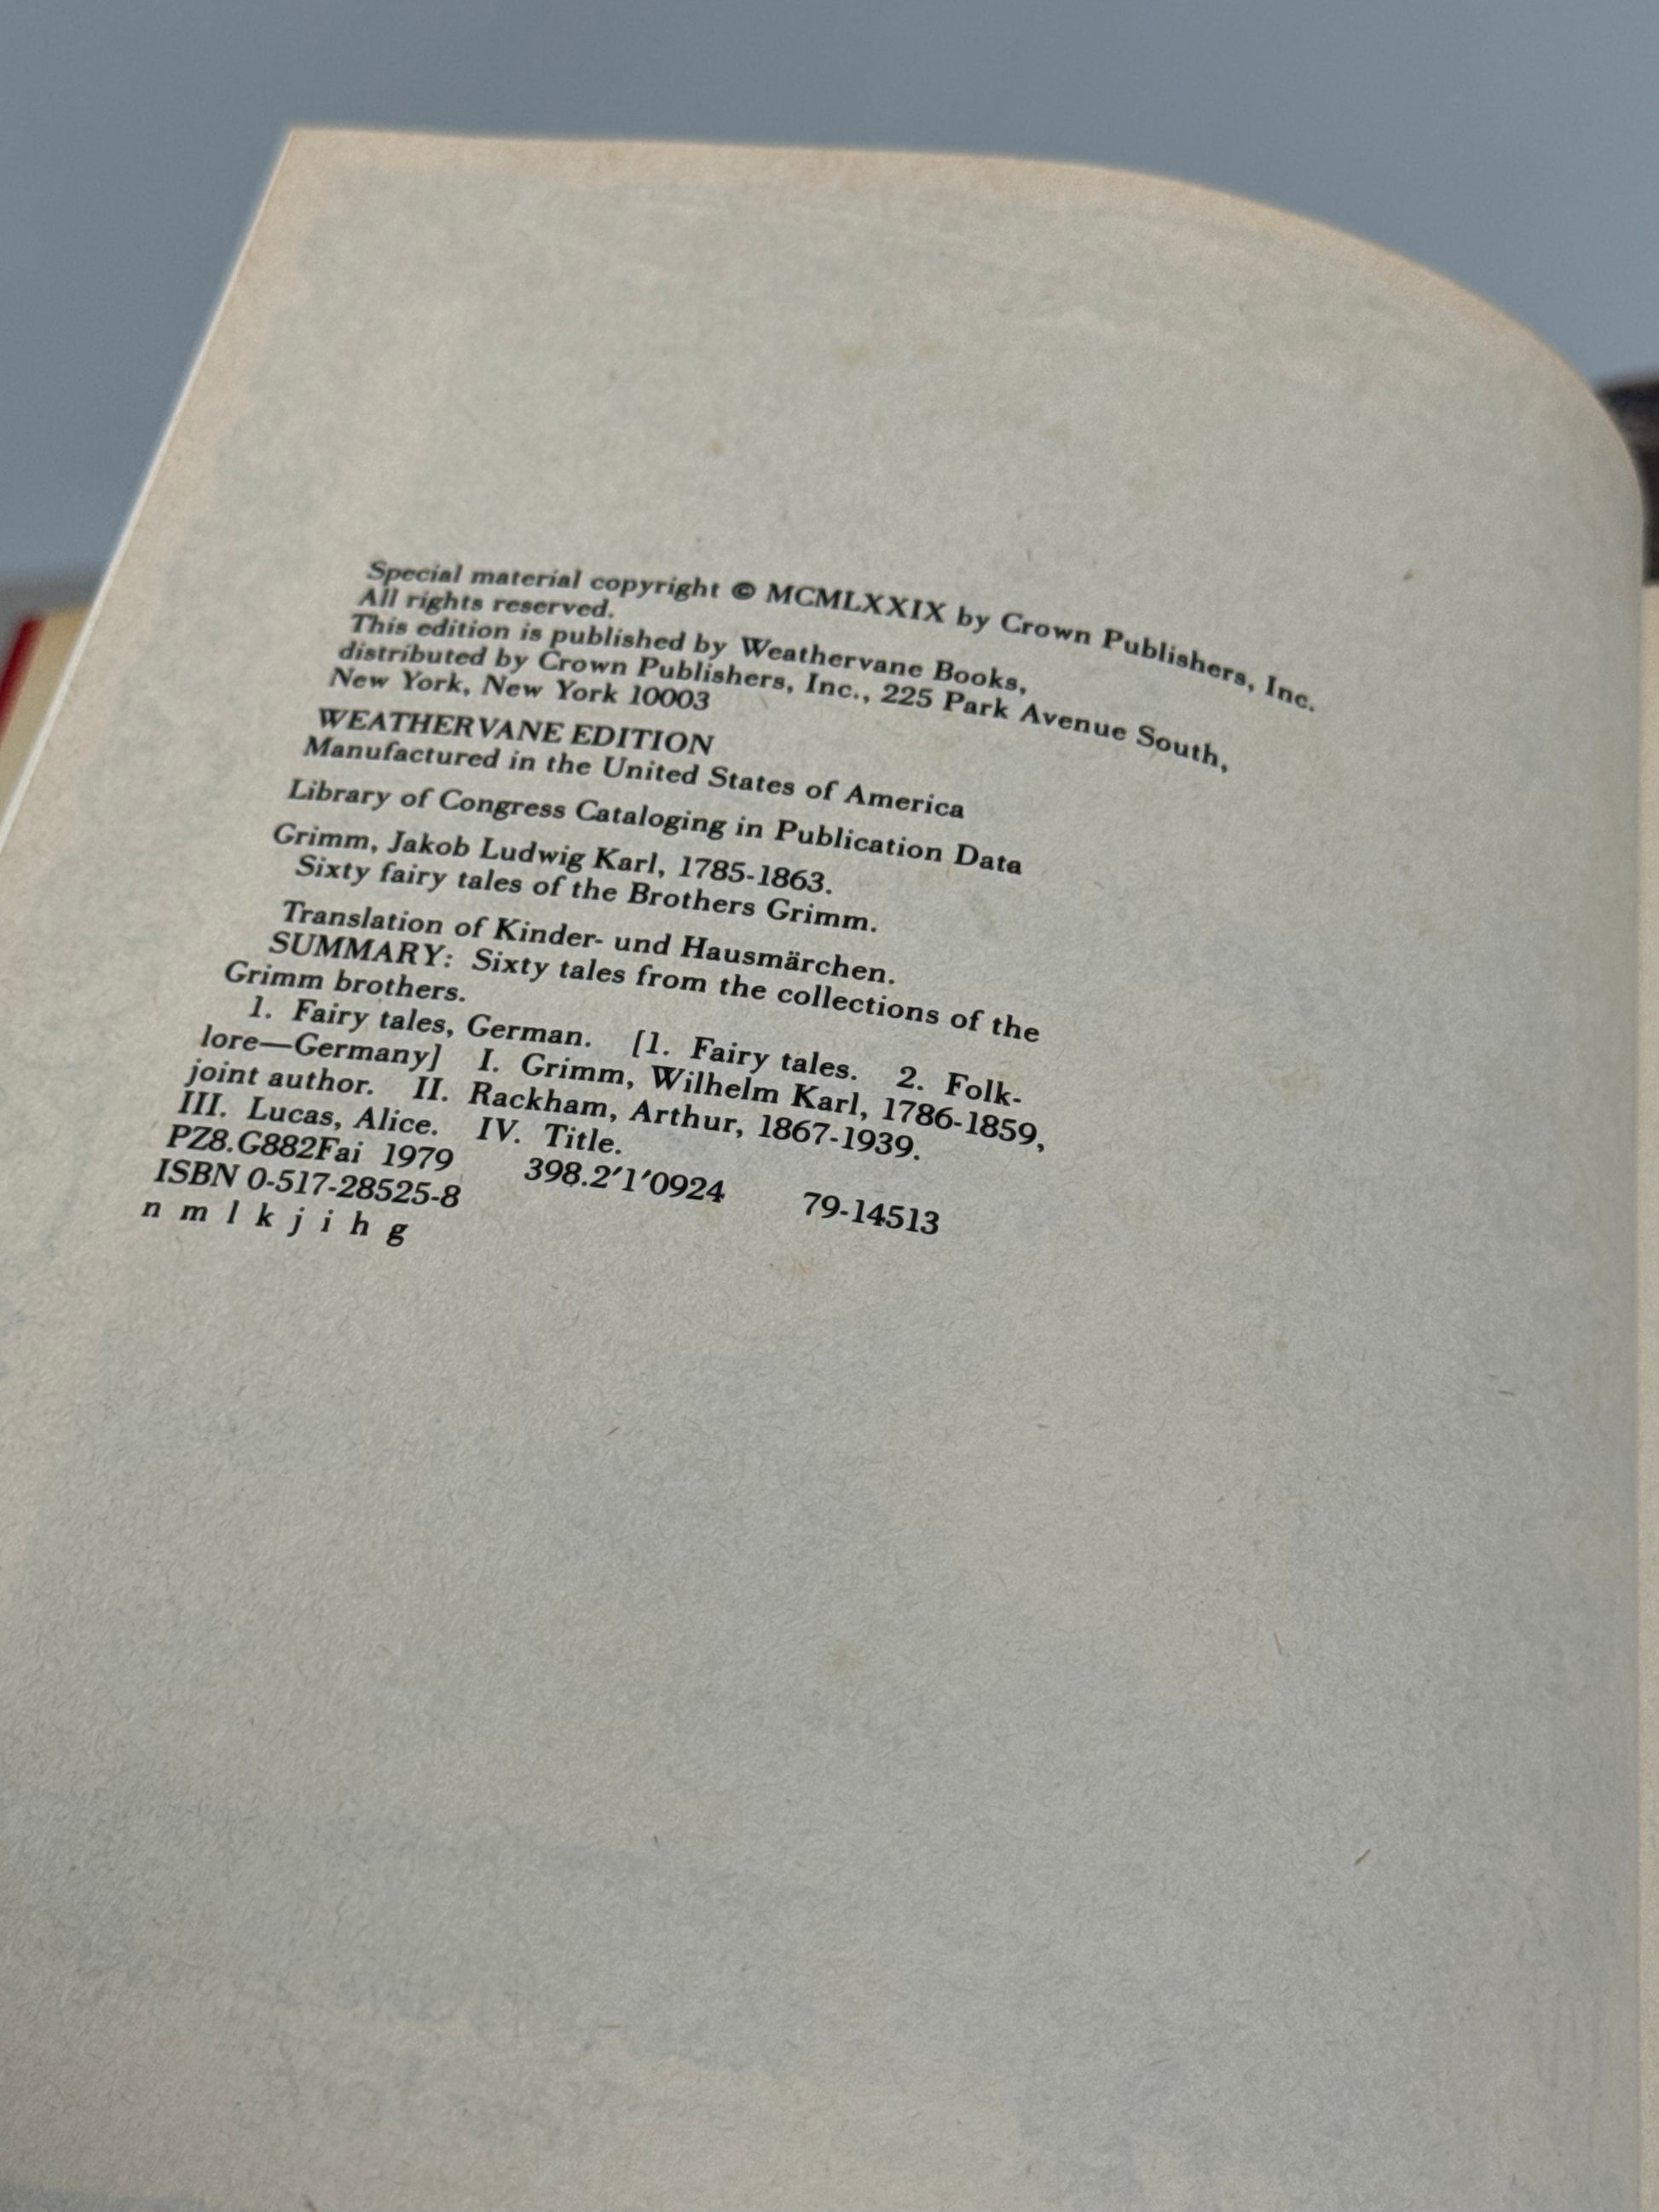 Special material copyright © MCMLXXIX by Crown Publishers, Inc.
All rights reserved.
This edition is published by Weathervane Books,
distributed by Crown Publishers, Inc., 225 Park Avenue South,
New York, New York 10003
WEATHERVANE EDITION
Manufactured in the United States of America
Library of Congress Cataloging in Publication Data
Grimm, Jakob Ludwig Karl, 1785-1863.
Sixty fairy tales of the Brothers Grimm.
Translation of Kinder- und Hausmärchen.
SUMMARY: Sixty tales from the collections of the
Grimm brothers.
1. Fairy tales, German. [1. Fairy tales. 2. Folk-
lore—Germany] I. Grimm, Wilhelm Karl, 1786-1859,
joint author. II. Rackham, Arthur, 1867-1939.
III. Lucas, Alice. IV. Title.
PZ8.G882Fai 1979 398.2'1'0924 79-14513
ISBN 0-517-28525-8
n m l k j i h g